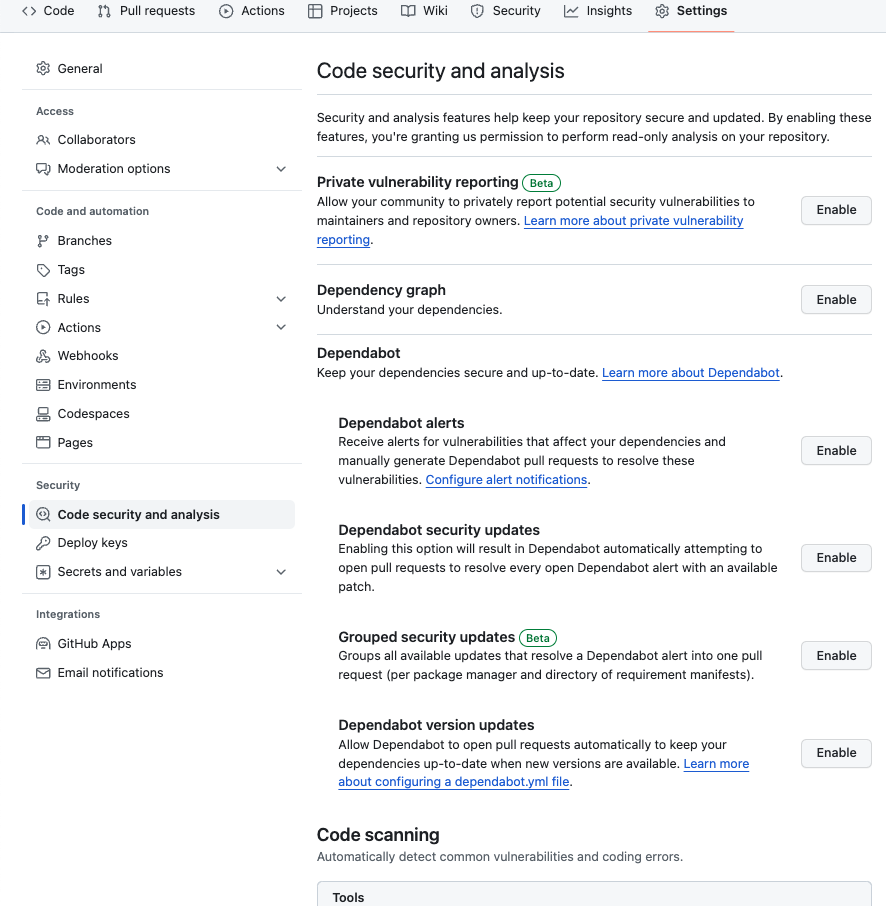 Code Pull requests Actions Projects Wiki Security Insights Settings
General
Access
Collaborators
Moderation options
Code and automation
Branches
Tags
Rules
Actions
Webhooks
Environments
Codespaces
Pages
Security
Code security and analysis
Deploy keys
Secrets and variables
Integrations
GitHub Apps
Email notifications
Code security and analysis
Security and analysis features help keep your repository secure and updated. By enabling these
features, you're granting us permission to perform read-only analysis on your repository.
Private vulnerability reporting Beta
Allow your community to privately report potential security vulnerabilities to
maintainers and repository owners. Learn more about private vulnerability
reporting.
Enable
Dependency graph
Understand your dependencies.
Enable
Dependabot
Keep your dependencies secure and up-to-date. Learn more about Dependabot.
Dependabot alerts
Receive alerts for vulnerabilities that affect your dependencies and
manually generate Dependabot pull requests to resolve these
vulnerabilities. Configure alert notifications.
Enable
Dependabot security updates
Enabling this option will result in Dependabot automatically attempting to
open pull requests to resolve every open Dependabot alert with an available
patch.
Enable
Grouped security updates Beta
Groups all available updates that resolve a Dependabot alert into one pull
request (per package manager and directory of requirement manifests).
Enable
Dependabot version updates
Allow Dependabot to open pull requests automatically to keep your
dependencies up-to-date when new versions are available. Learn more
about configuring a dependabot.yml file.
Enable
Code scanning
Automatically detect common vulnerabilities and coding errors.
Tools